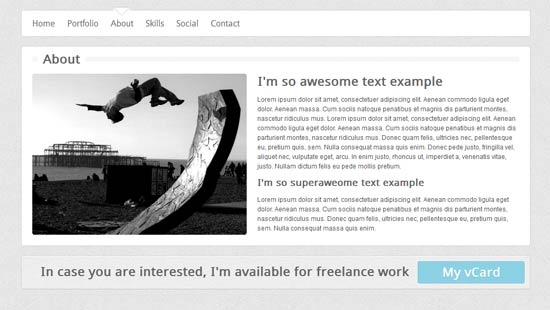 Home Portfolio About Skills Social Contact
About
I'm so awesome text example
Lorem ipsum dolor sit amet, consectetuer adipiscing elit. Aenean commodo ligula eget
dolor. Aenean massa. Cum sociis natoque penatibus et magnis dis parturient montes,
nascetur ridiculus mus. Lorem ipsum dolor sit amet, consectetuer adipiscing elit. Aenean
commodo ligula eget dolor. Aenean massa. Cum sociis natoque penatibus et magnis dis
parturient montes, nascetur ridiculus mus. Donec quam felis, ultricies nec, pellentesque
eu, pretium quis, sem. Nulla consequat massa quis enim. Donec pede justo, fringilla vel,
aliquet nec, vulputate eget, arcu. In enim justo, rhoncus ut, imperdiet a, venenatis vitae,
justo. Nullam dictum felis eu pede mollis pretium.
I'm so superaweome text example
Lorem ipsum dolor sit amet, consectetuer adipiscing elit. Aenean commodo ligula eget
dolor. Aenean massa. Cum sociis natoque penatibus et magnis dis parturient montes,
nascetur ridiculus mus. Donec quam felis, ultricies nec, pellentesque eu, pretium quis,
sem. Nulla consequat massa quis enim.
In case you are interested, I'm available for freelance work My vCard